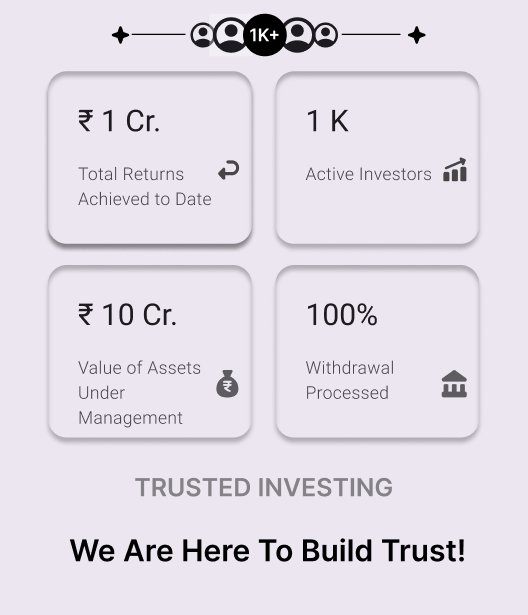 1K+
₹ 1 Cr.
Total Returns
Achieved to Date
1 K
Active Investors
₹ 10 Cr.
Value of Assets
Under
Management
₹
100%
Withdrawal
Processed
TRUSTED INVESTING
We Are Here To Build Trust!